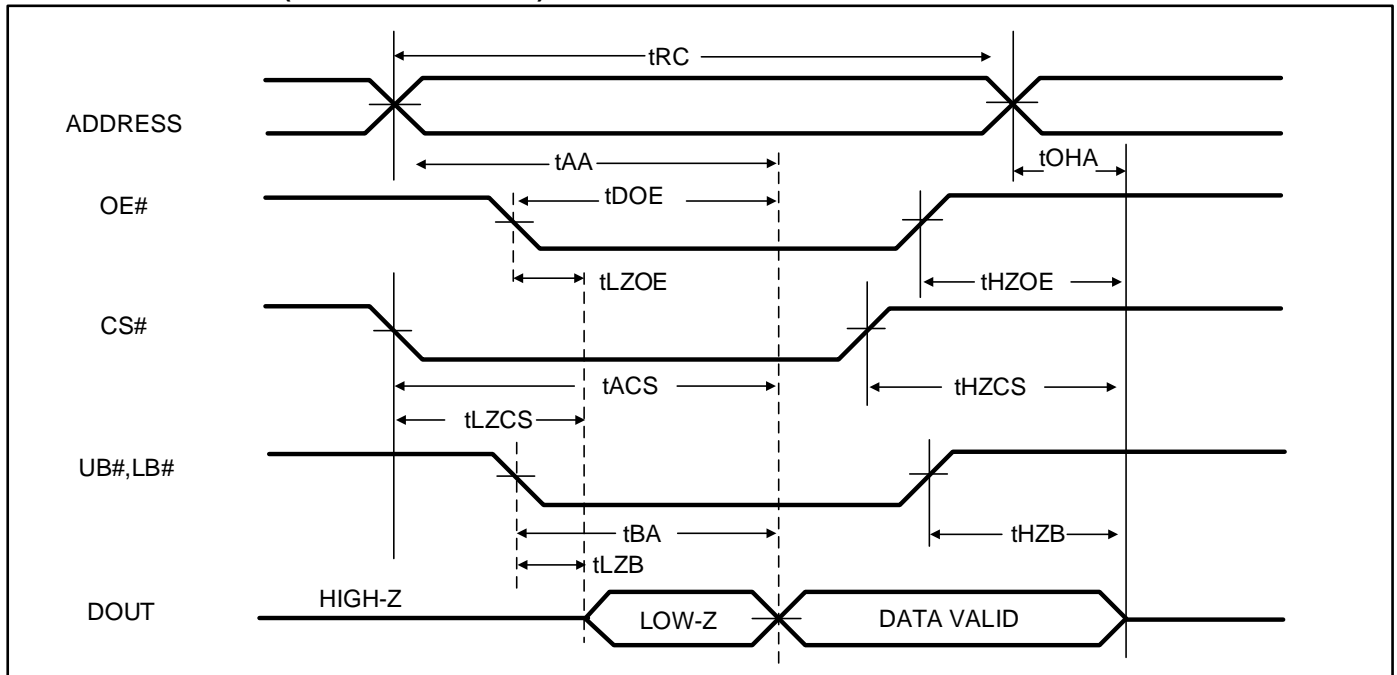 tRC
ADDRESS
tAA
tOHA
OE#
tDOE
tLZOE
tHZOE
CS#
tACS
tHZCS
tLZCS
UB#,LB#
tBA
tHZB
tLZB
DOUT
HIGH-Z
LOW-Z
DATA VALID